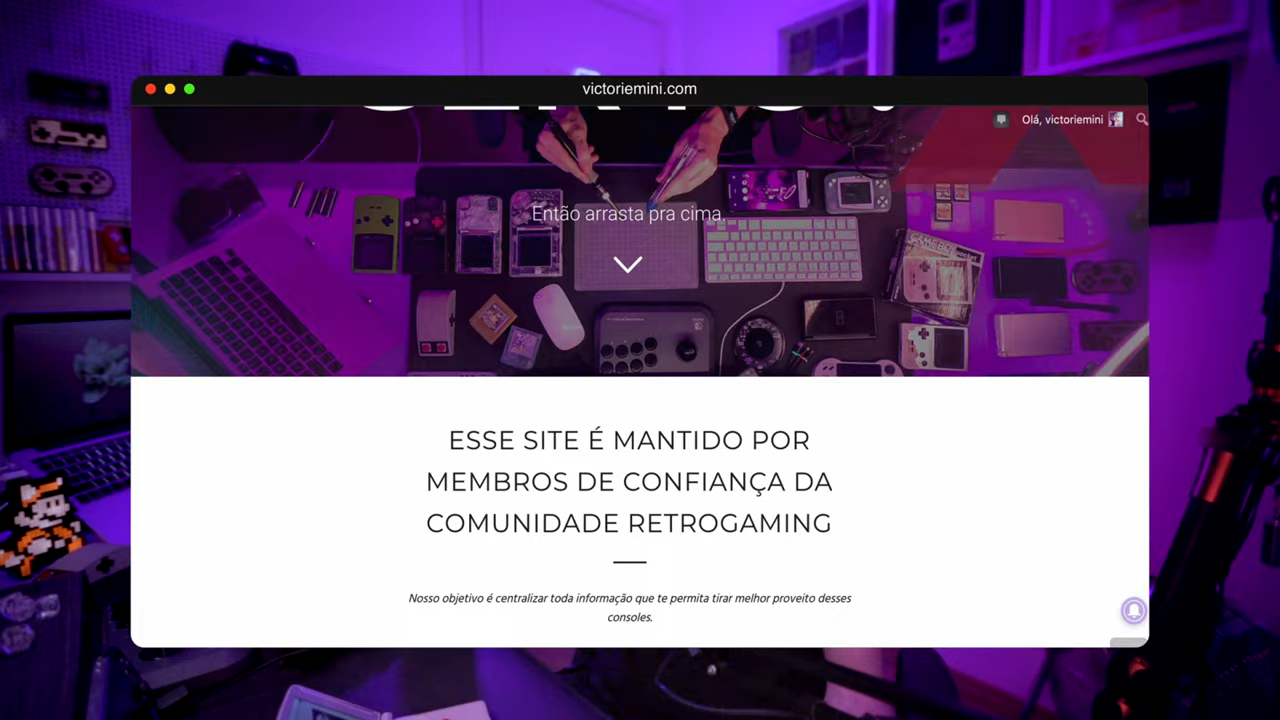 victoriemini.com
Olá, victoriemini
Então arrasta pra cima.
ESSE SITE É MANTIDO POR
MEMBROS DE CONFIANÇA DA
COMUNIDADE RETROGAMING
Nosso objetivo é centralizar toda informação que te permita tirar melhor proveito desses
consoles.